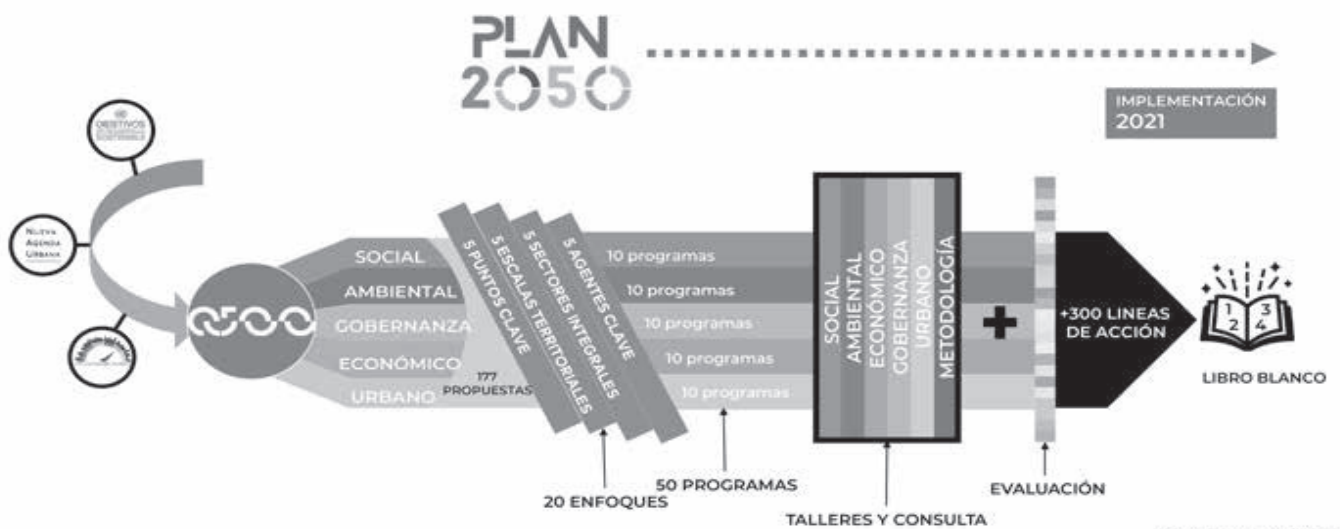 PLAN
2050
IMPLEMENTACIÓN
2021
OBJETIVOS
NUEVA
AGENDA
URBANA
SOCIAL
AMBIENTAL
GOBERNANZA
ECONÓMICO
URBANO
177
PROPUESTAS
5 PUNTOS CLAVE
5 ESCALAS TERRITORIALES
5 SECTORES INTEGRALES
5 AGENTES CLAVE
10 programas
10 programas
10 programas
10 programas
10 programas
SOCIAL
AMBIENTAL
ECONÓMICO
GOBERNANZA
URBANO
METODOLOGÍA
+
+300 LINEAS
DE ACCIÓN
1 3
2 4
LIBRO BLANCO
20 ENFOQUES
50 PROGRAMAS
TALLERES Y CONSULTA
EVALUACIÓN